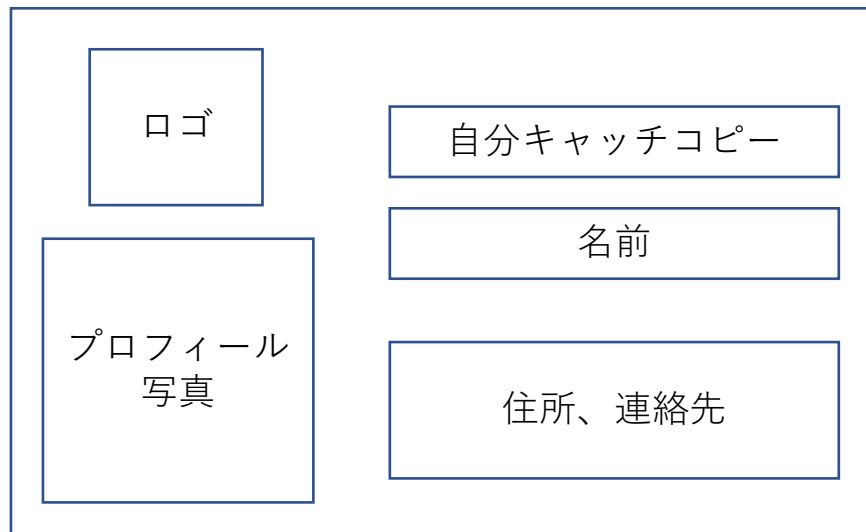 ロゴ
自分キャッチコピー
名前
プロフィール
写真
住所、連絡先